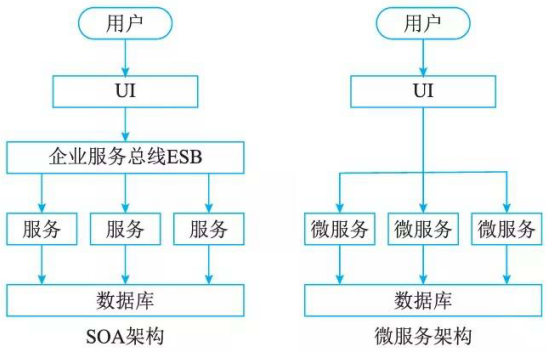 用户
UI
企业服务总线ESB
服务 服务 服务
数据库
SOA架构
用户
UI
微服务 微服务 微服务
数据库
微服务架构